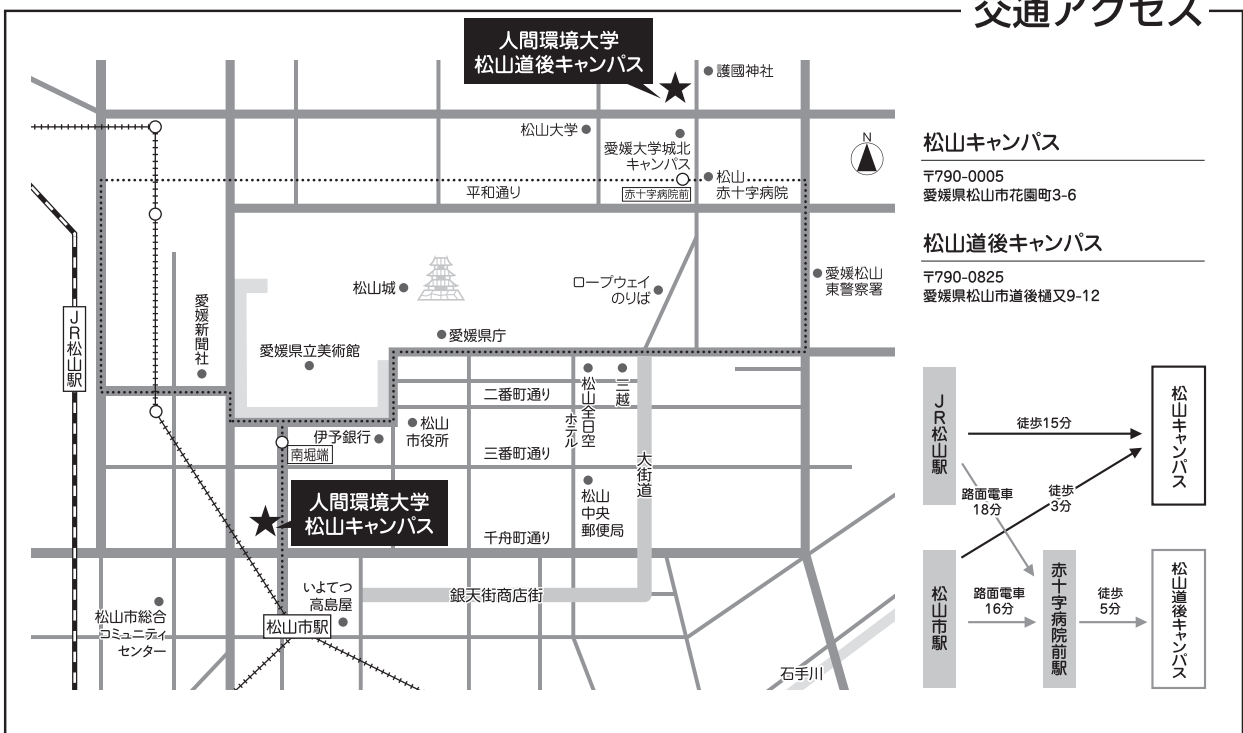 交通アクセス
人間環境大学
松山道後キャンパス
護國神社
松山大学
愛媛大学城北
キャンパス
N
平和通り
赤十字病院前
松山
赤十字病院
松山城
ロープウェイ
のりば
愛媛松山
東警察署
JR松山駅
愛媛新聞社
愛媛県立美術館
愛媛県庁
二番町通り
松山全日空
ホテル
三越
伊予銀行
松山
市役所
南堀端
三番町通り
大街道
人間環境大学
松山キャンパス
松山
中央
郵便局
千舟町通り
いよてつ
高島屋
銀天街商店街
松山市総合
コミュニティ
センター
松山市駅
石手川
松山キャンパス
〒790-0005
愛媛県松山市花園町3-6
松山道後キャンパス
〒790-0825
愛媛県松山市道後樋又9-12
JR松山駅
徒歩15分
松山キャンパス
路面電車
18分
徒歩
3分
松山市駅
路面電車
16分
赤十字病院前駅
徒歩
5分
松山道後キャンパス